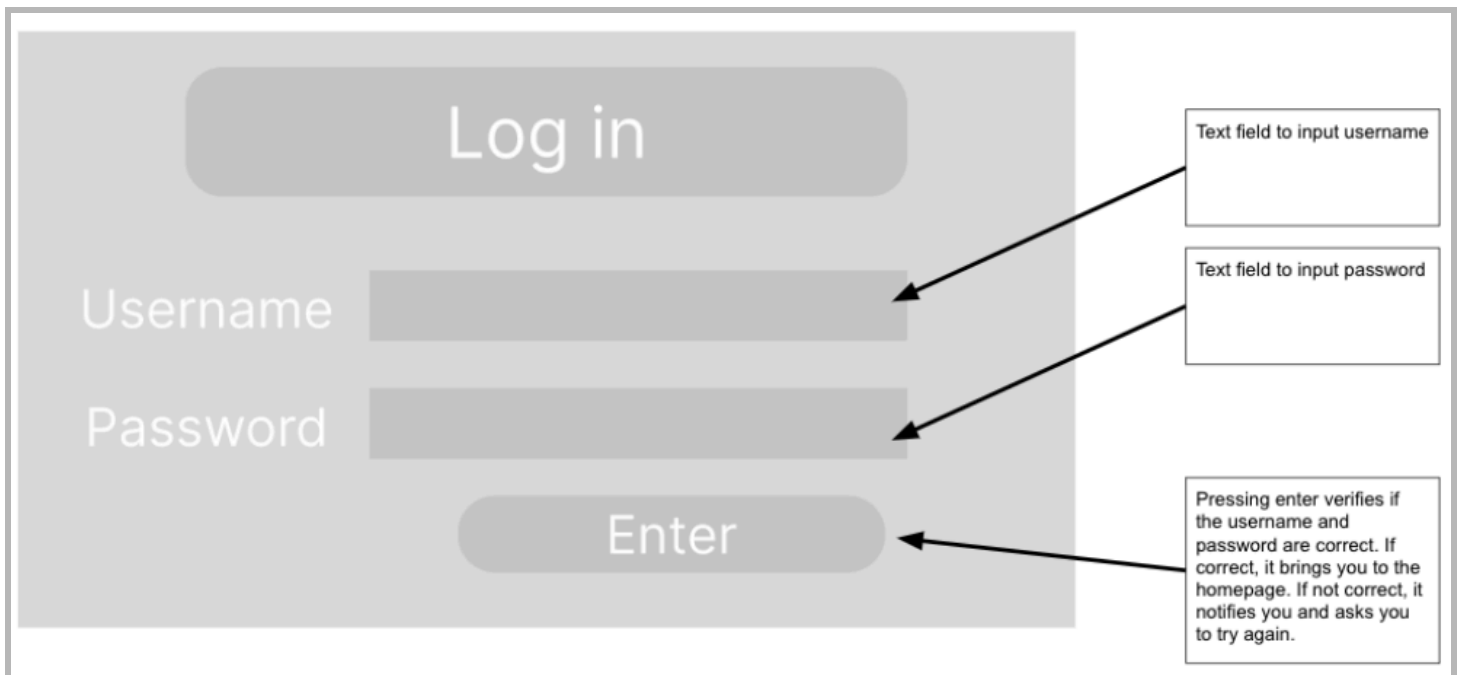 Log in
Text field to input username
Username
Text field to input password
Password
Enter
Pressing enter verifies if
the username and
password are correct. If
correct, it brings you to the
homepage. If not correct, it
notifies you and asks you
to try again.